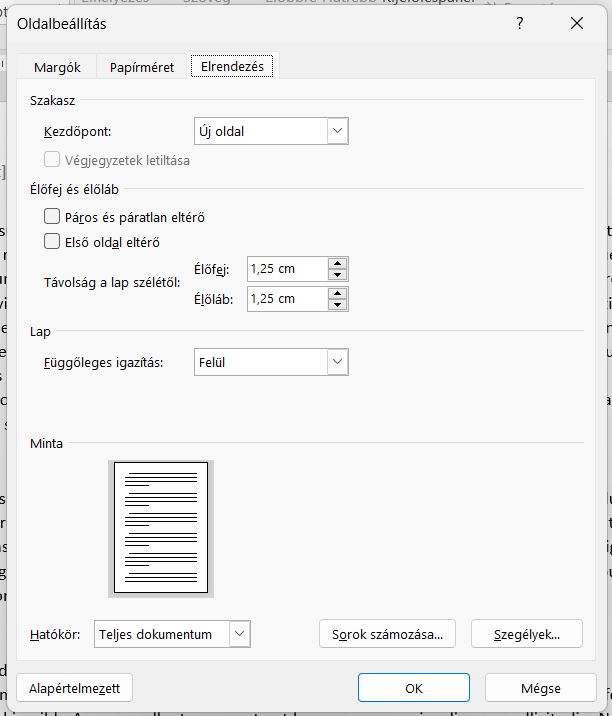 Oldalbeállítás
?
Margók
Papírméret
Elrendezés
Szakasz
Kezdőpont:
Új oldal
Végjegyzetek letiltása
Élőfej és élőláb
Páros és páratlan eltérő
Első oldal eltérő
Távolság a lap szélétől:
Élőfej:
1,25 cm
Élőláb:
1,25 cm
Lap
Függőleges igazítás:
Felül
Minta
Hatókör:
Teljes dokumentum
Sorok számozása...
Szegélyek...
Alapértelmezett
OK
Mégse